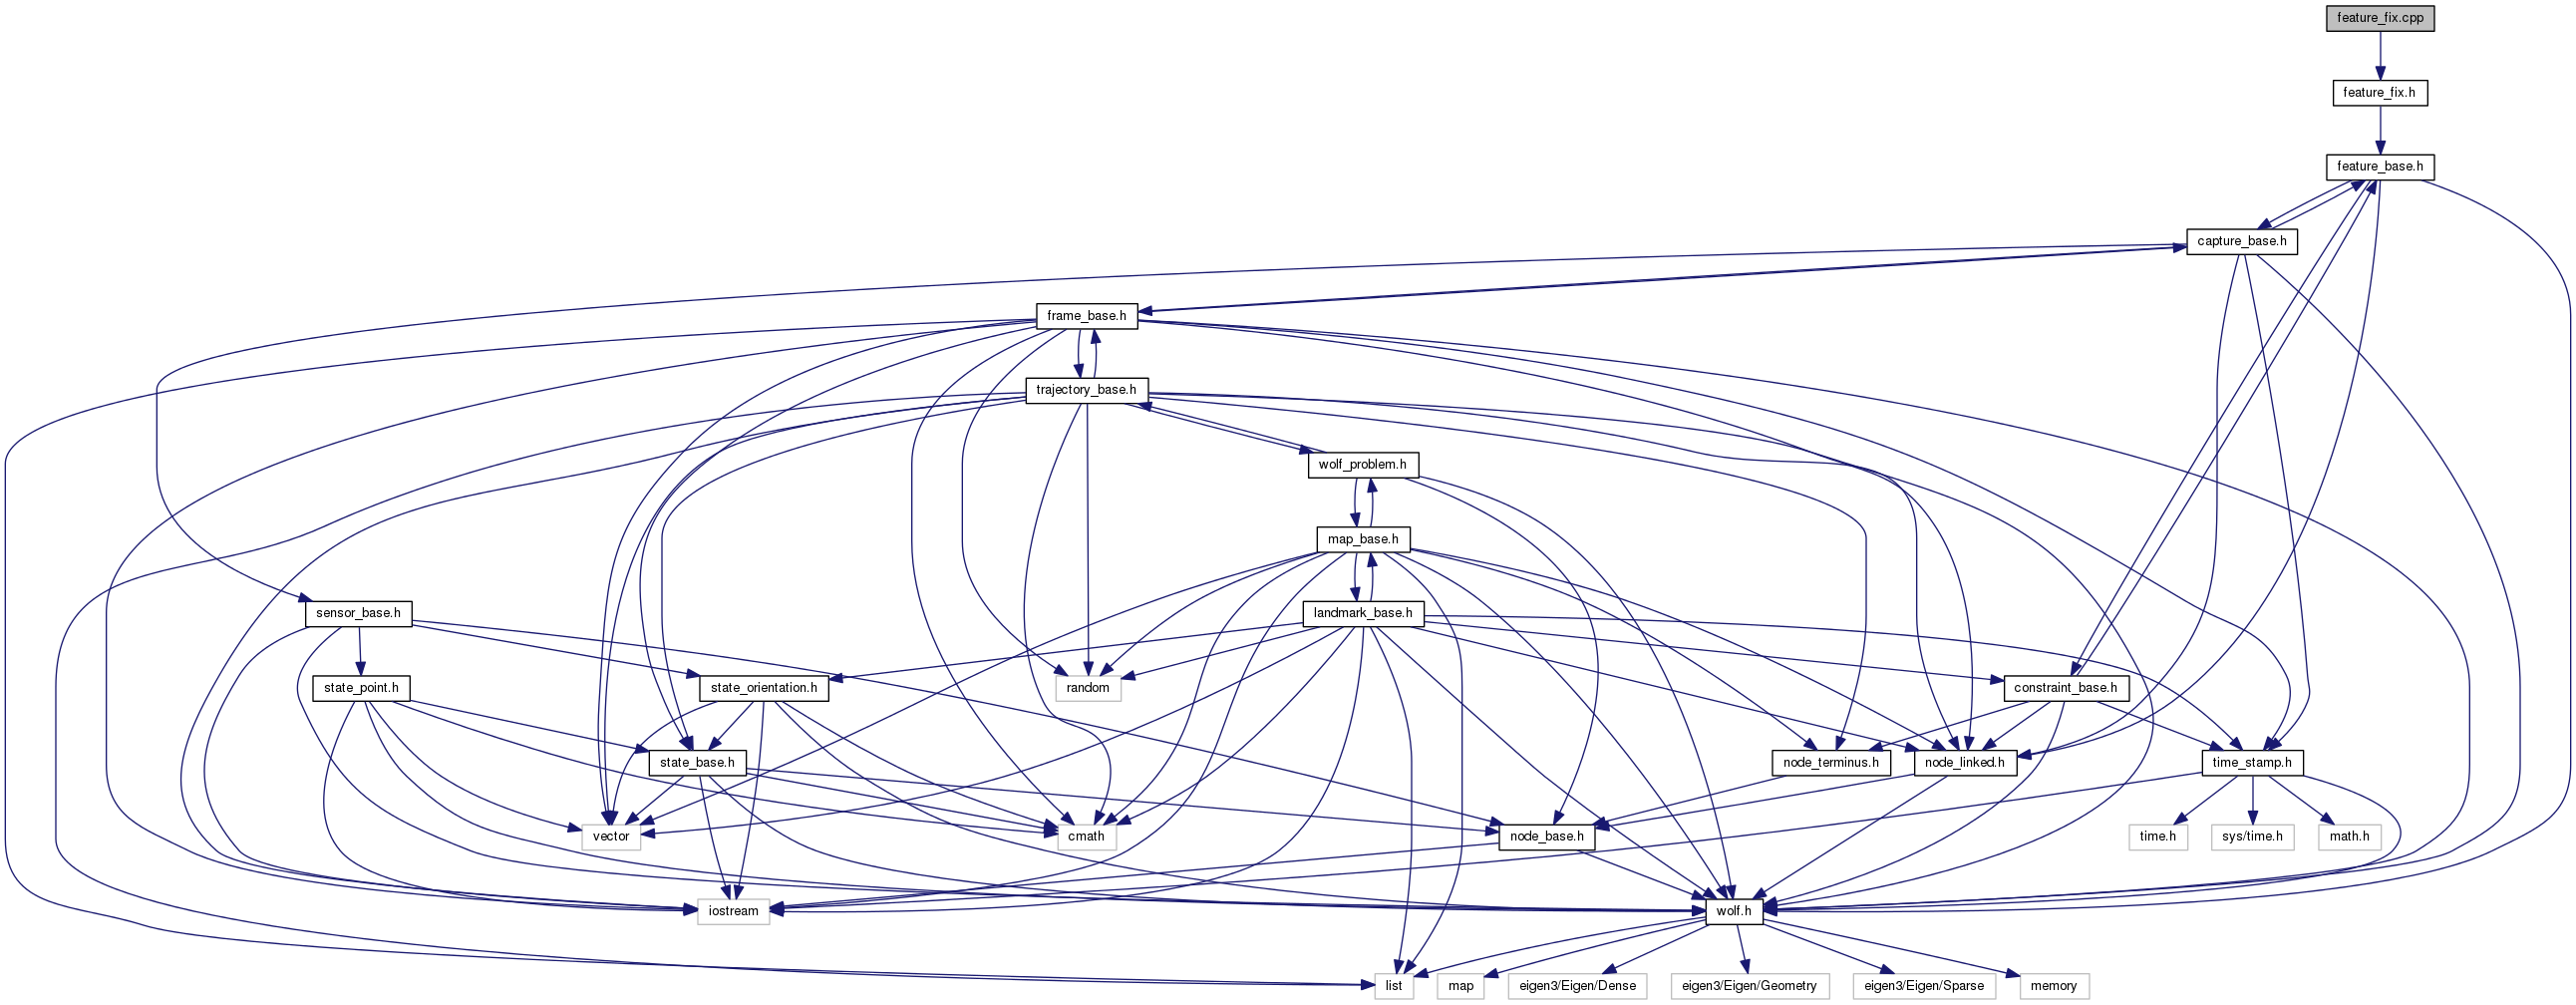 feature_fix.cpp
feature_fix.h
feature_base.h
capture_base.h
frame_base.h
trajectory_base.h
wolf_problem.h
map_base.h
sensor_base.h
landmark_base.h
state_point.h
state_orientation.h
random
constraint_base.h
state_base.h
node_terminus.h
node_linked.h
time_stamp.h
vector
cmath
node_base.h
time.h
sys/time.h
math.h
iostream
wolf.h
list
map
eigen3/Eigen/Dense
eigen3/Eigen/Geometry
eigen3/Eigen/Sparse
memory